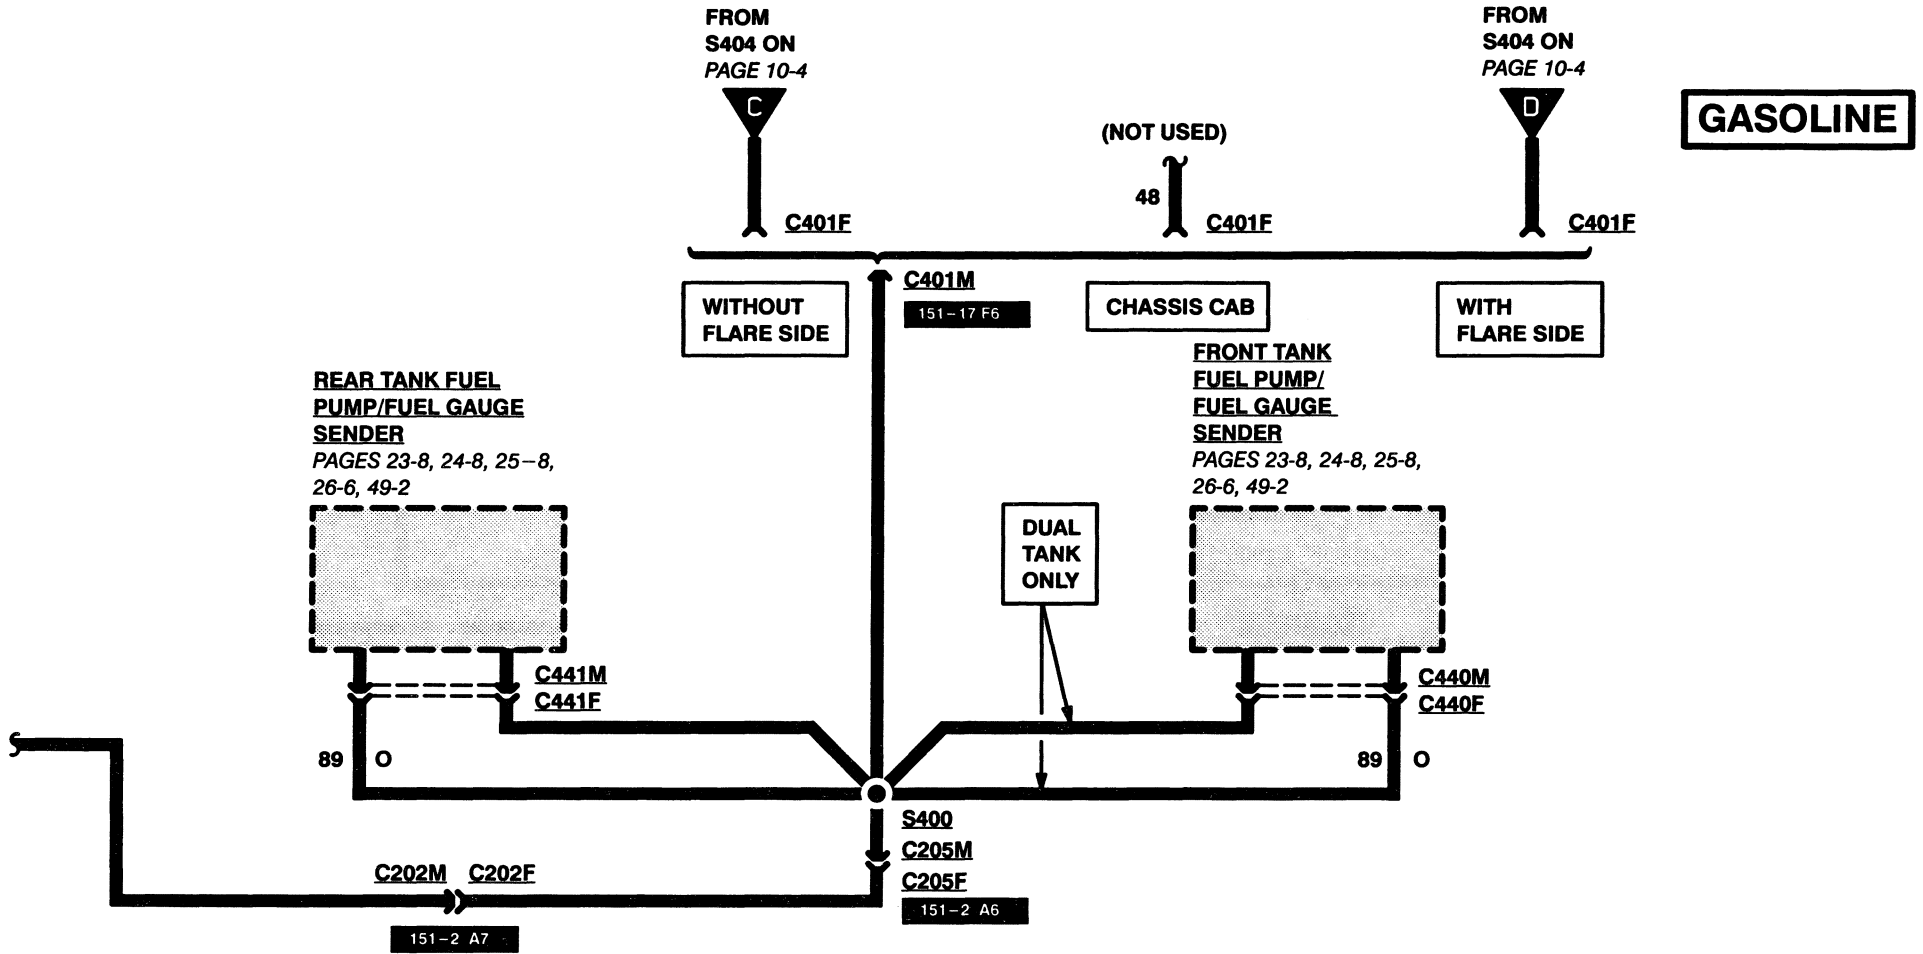 FROM
S404 ON
PAGE 10-4
C
FROM
S404 ON
PAGE 10-4
D
GASOLINE
(NOT USED)
48
C401F
C401F
C401F
C401M
151-17 F6
WITHOUT
FLARE SIDE
CHASSIS CAB
WITH
FLARE SIDE
REAR TANK FUEL
PUMP/FUEL GAUGE
SENDER
PAGES 23-8, 24-8, 25-8,
26-6, 49-2
FRONT TANK
FUEL PUMP/
FUEL GAUGE
SENDER
PAGES 23-8, 24-8, 25-8,
26-6, 49-2
DUAL
TANK
ONLY
C441M
C441F
C440M
C440F
89 O
89 O
S400
C205M
C205F
151-2 A6
C202M C202F
151-2 A7